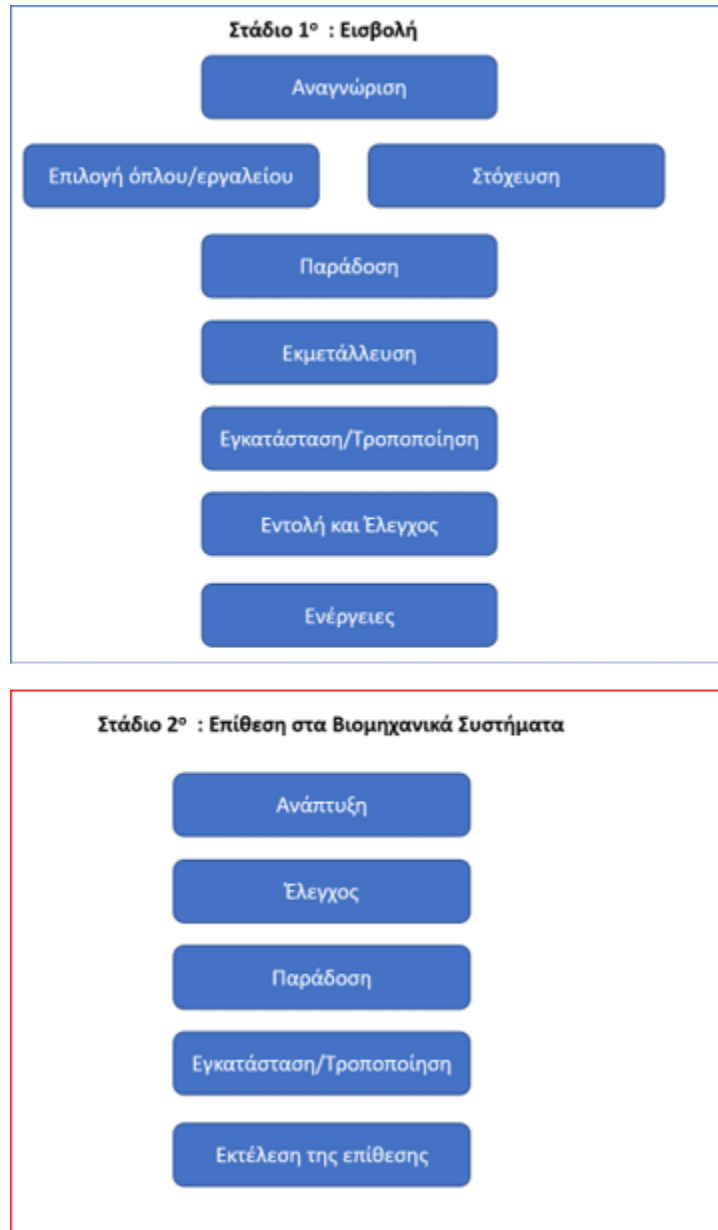 Στάδιο 1ο : Εισβολή
Αναγνώριση
Επιλογή όπλου/εργαλείου
Στόχευση
Παράδοση
Εκμετάλλευση
Εγκατάσταση/Τροποποίηση
Εντολή και Έλεγχος
Ενέργειες
Στάδιο 2ο : Επίθεση στα Βιομηχανικά Συστήματα
Ανάπτυξη
Έλεγχος
Παράδοση
Εγκατάσταση/Τροποποίηση
Εκτέλεση της επίθεσης